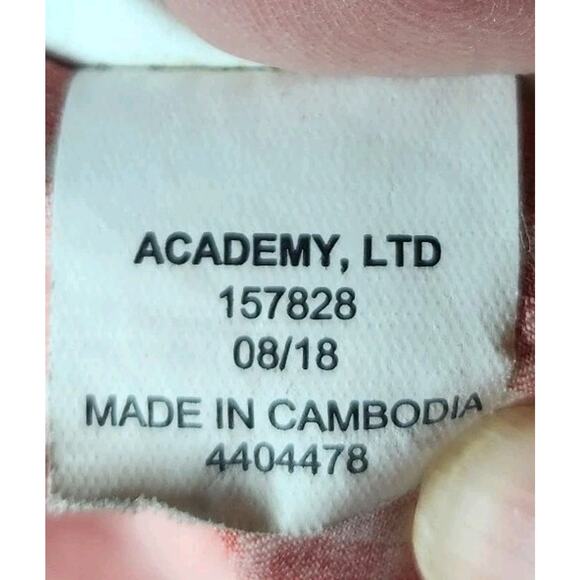 ACADEMY, LTD
157828
08/18
MADE IN CAMBODIA
4404478